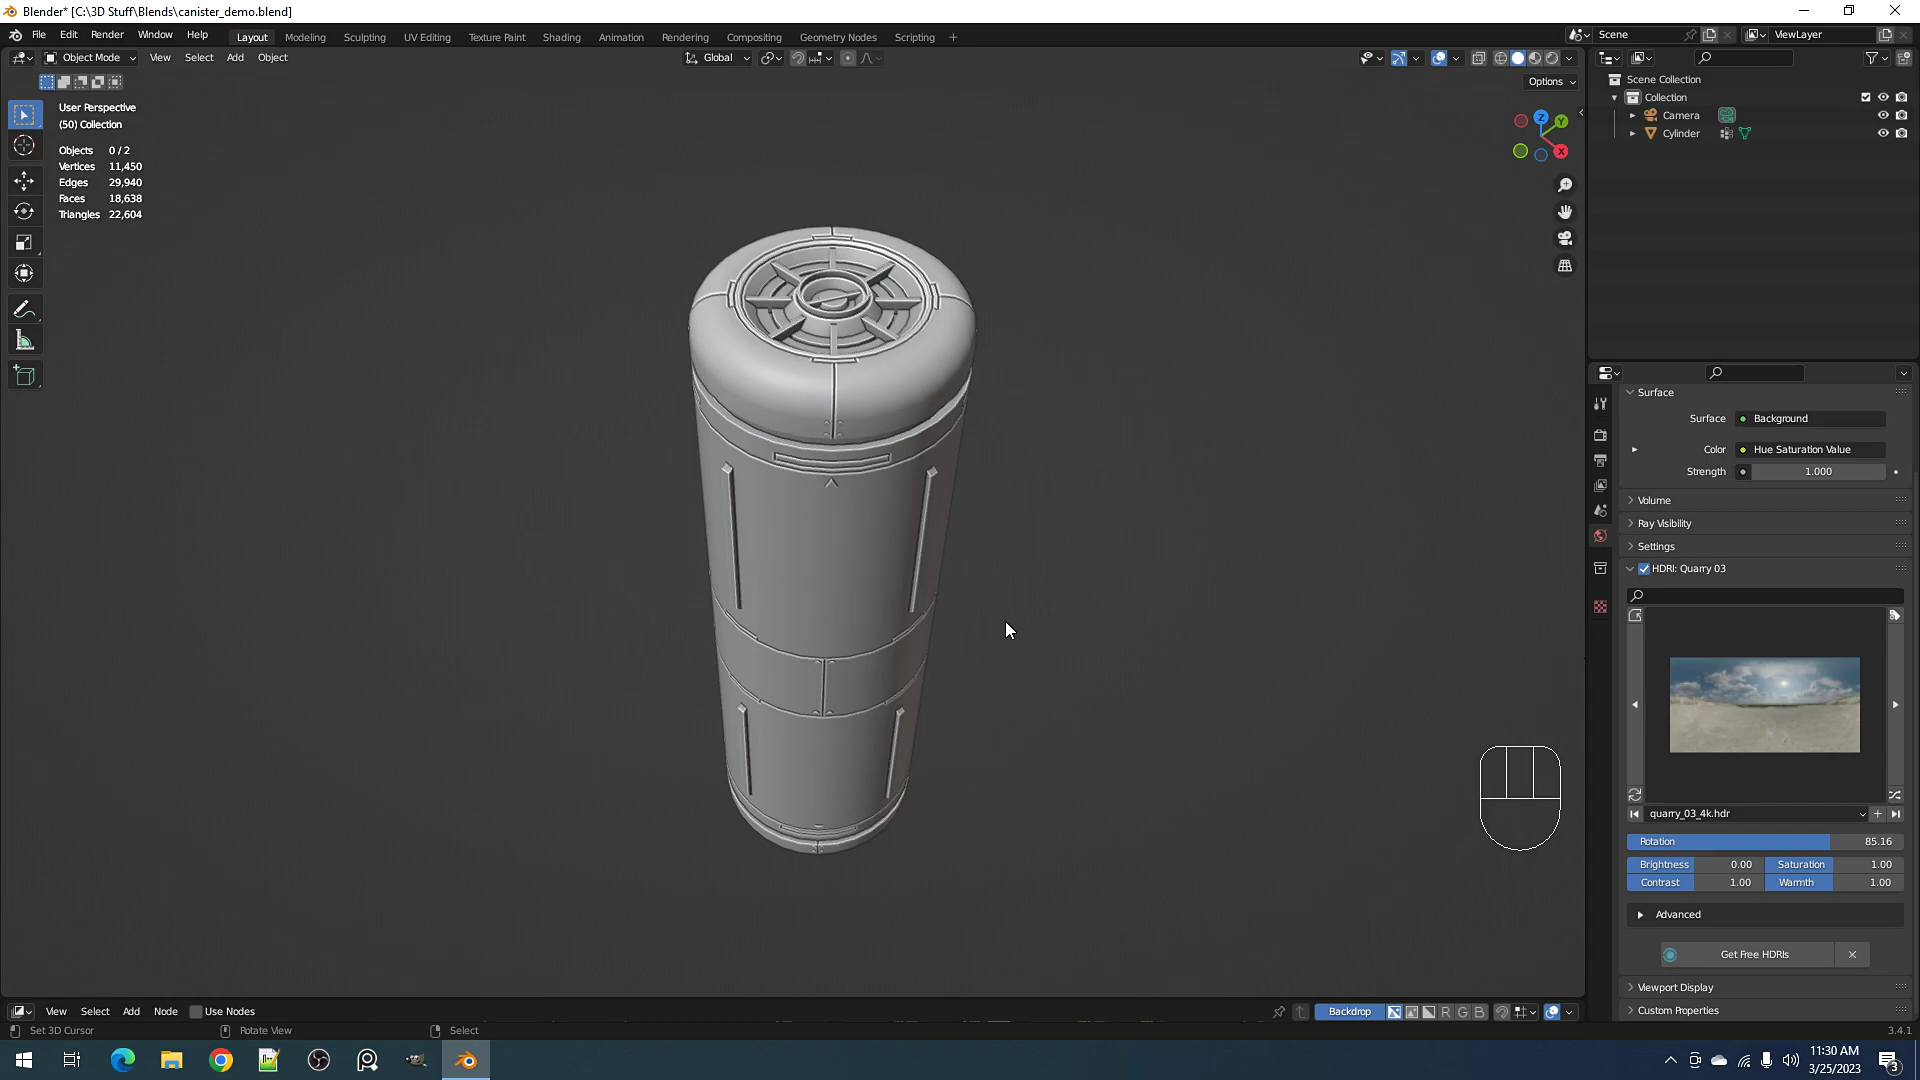 Blender* [C:\3D Stuff\Blends\canister_demo.blend]
File Edit Render Window Help Layout Modeling Sculpting UV Editing Texture Paint Shading Animation Rendering Compositing Geometry Nodes Scripting + Scene ViewLayer
Object Mode View Select Add Object Global
Options
User Perspective
(50) Collection
Objects 0 / 2
Vertices 11,450
Edges 29,940
Faces 18,638
Triangles 22,604
Z
Y
X
Scene Collection
Collection
Camera
Cylinder
Surface
Surface Background
Color Hue Saturation Value
Strength 1.000
Volume
Ray Visibility
Settings
HDRI: Quarry 03
quarry_03_4k.hdr
Rotation 85.16
Brightness 0.00 Saturation 1.00
Contrast 1.00 Warmth 1.00
Advanced
Get Free HDRIs
Viewport Display
Custom Properties
View Select Add Node Use Nodes Backdrop R G B
Set 3D Cursor Rotate View Select 3.4.1
11:30 AM
3/25/2023
3